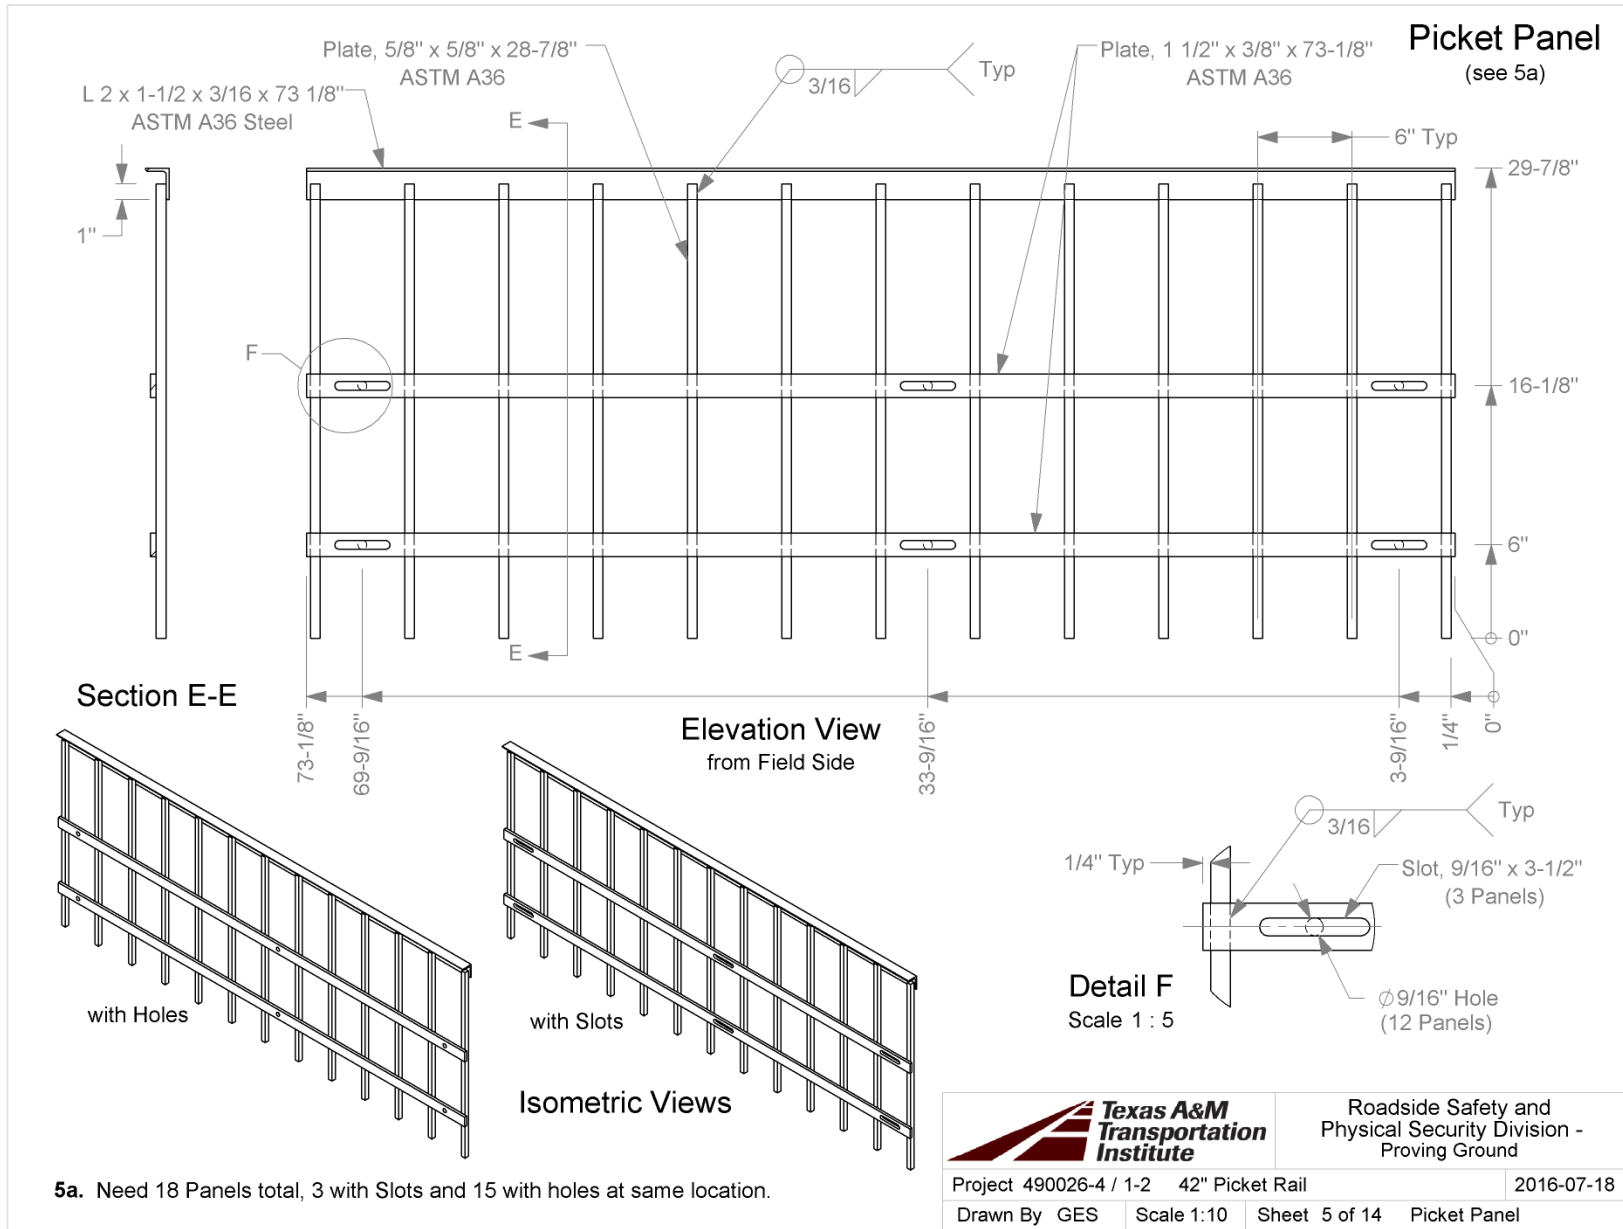 Picket Panel
(see 5a)
Plate, 5/8" x 5/8" x 28-7/8"
ASTM A36
3/16
Typ
Plate, 1 1/2" x 3/8" x 73-1/8"
ASTM A36
L 2 x 1-1/2 x 3/16 x 73 1/8"
ASTM A36 Steel
E
6" Typ
29-7/8"
1"
F
16-1/8"
6"
0"
E
Section E-E
Elevation View
from Field Side
73-1/8"
69-9/16"
33-9/16"
3-9/16"
1/4"
0"
with Holes
with Slots
Isometric Views
3/16
Typ
1/4" Typ
Slot, 9/16" x 3-1/2"
(3 Panels)
Detail F
Scale 1 : 5
∅9/16" Hole
(12 Panels)
5a. Need 18 Panels total, 3 with Slots and 15 with holes at same location.
Texas A&M
Transportation
Institute
Roadside Safety and
Physical Security Division -
Proving Ground
Project 490026-4 / 1-2 42" Picket Rail
2016-07-18
Drawn By GES
Scale 1:10
Sheet 5 of 14 Picket Panel